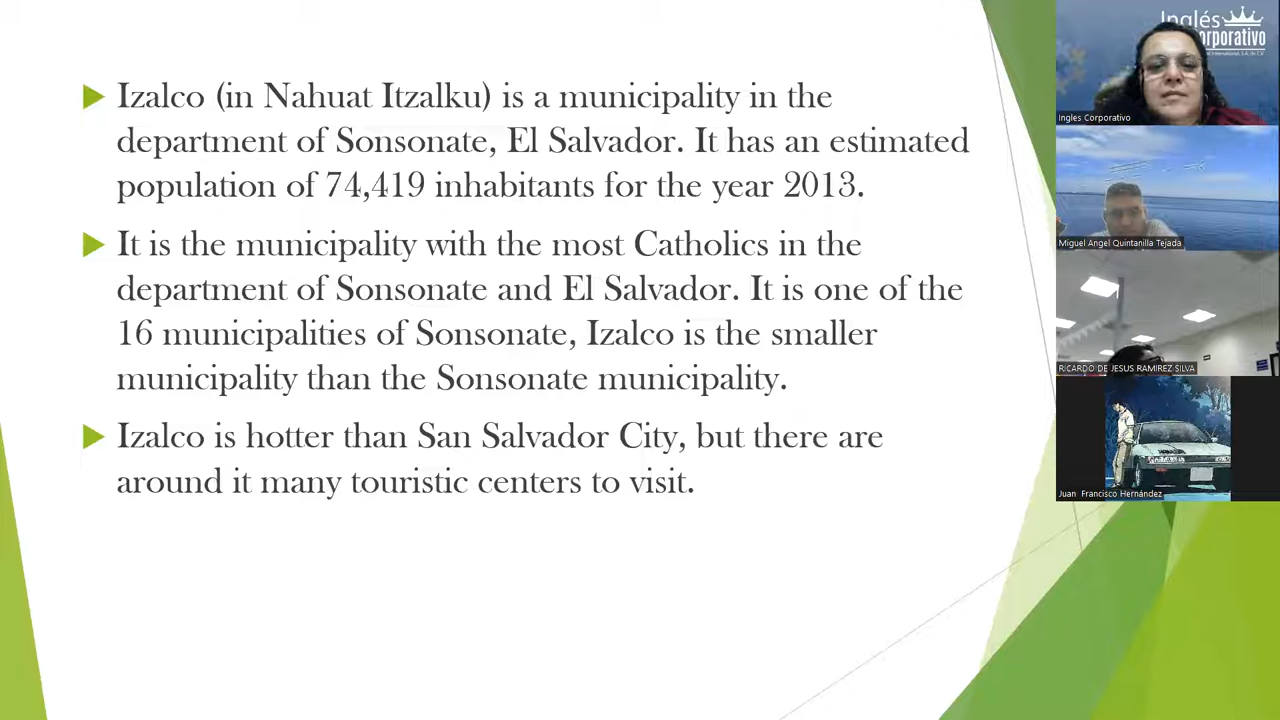 Izalco (in Nahuat Itzalku) is a municipality in the
department of Sonsonate, El Salvador. It has an estimated
population of 74,419 inhabitants for the year 2013.
It is the municipality with the most Catholics in the
department of Sonsonate and El Salvador. It is one of the
16 municipalities of Sonsonate, Izalco is the smaller
municipality than the Sonsonate municipality.
Izalco is hotter than San Salvador City, but there are
around it many touristic centers to visit.
Inglés
Corporativo
Ingles Corporativo
Miguel Angel Quintanilla Tejada
RICARDO DE JESUS RAMIREZ SILVA
Juan Francisco Hernández